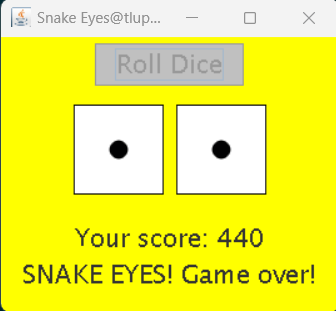 Snake Eyes@tlup...
Roll Dice
Your score: 440
SNAKE EYES! Game over!